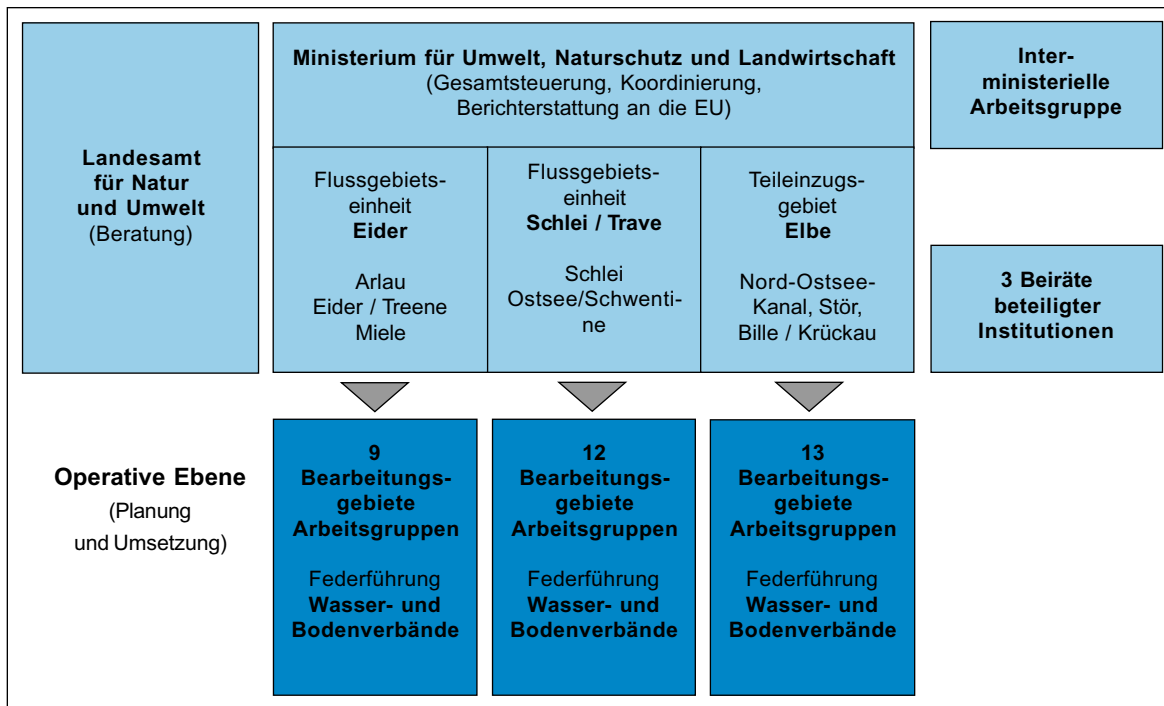 Landesamt
für Natur
und Umwelt
(Beratung)
Ministerium für Umwelt, Naturschutz und Landwirtschaft
(Gesamtsteuerung, Koordinierung,
Berichterstattung an die EU)
Flussgebiets-
einheit
Eider
Arlau
Eider / Treene
Miele
Flussgebiets-
einheit
Schlei / Trave
Schlei
Ostsee/Schwenti-
ne
Teileinzugs-
gebiet
Elbe
Nord-Ostsee-
Kanal, Stör,
Bille / Krückau
Inter-
ministerielle
Arbeitsgruppe
3 Beiräte
beteiligter
Institutionen
Operative Ebene
(Planung
und Umsetzung)
9
Bearbeitungs-
gebiete
Arbeitsgruppen
Federführung
Wasser- und
Bodenverbände
12
Bearbeitungs-
gebiete
Arbeitsgruppen
Federführung
Wasser- und
Bodenverbände
13
Bearbeitungs-
gebiete
Arbeitsgruppen
Federführung
Wasser- und
Bodenverbände